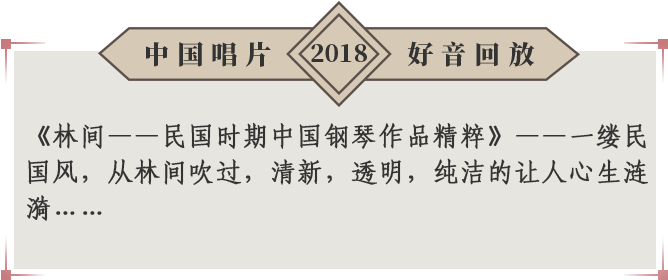 中国唱片 2018 好音回放
《林间——民国时期中国钢琴作品精粹》——一缕民
国风，从林间吹过，清新，透明，纯洁的让人心生涟
漪……